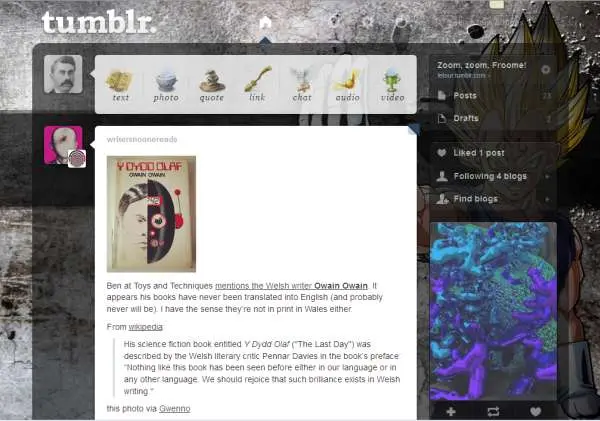 tumblr.
text photo quote link chat audio video
Zoom, zoom, Froome!
letour.tumblr.com
Posts 23
Drafts 2
Liked 1 post
Following 4 blogs
Find blogs
writersnoonereads
Y DYDD OLAF
OWAIN OWAIN
Ben at Toys and Techniques mentions the Welsh writer Owain Owain. It
appears his books have never been translated into English (and probably
never will be). I have the sense they're not in print in Wales either.
From wikipedia:
His science fiction book entitled Y Dydd Olaf ("The Last Day") was
described by the Welsh literary critic Pennar Davies in the book's preface:
"Nothing like this book has been seen before either in our language or in
any other language. We should rejoice that such brilliance exists in Welsh
writing."
this photo via Gwenno